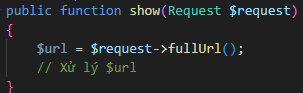 public function show(Request $request)
{
    $url = $request->fullUrl();
    // Xử lý $url
}